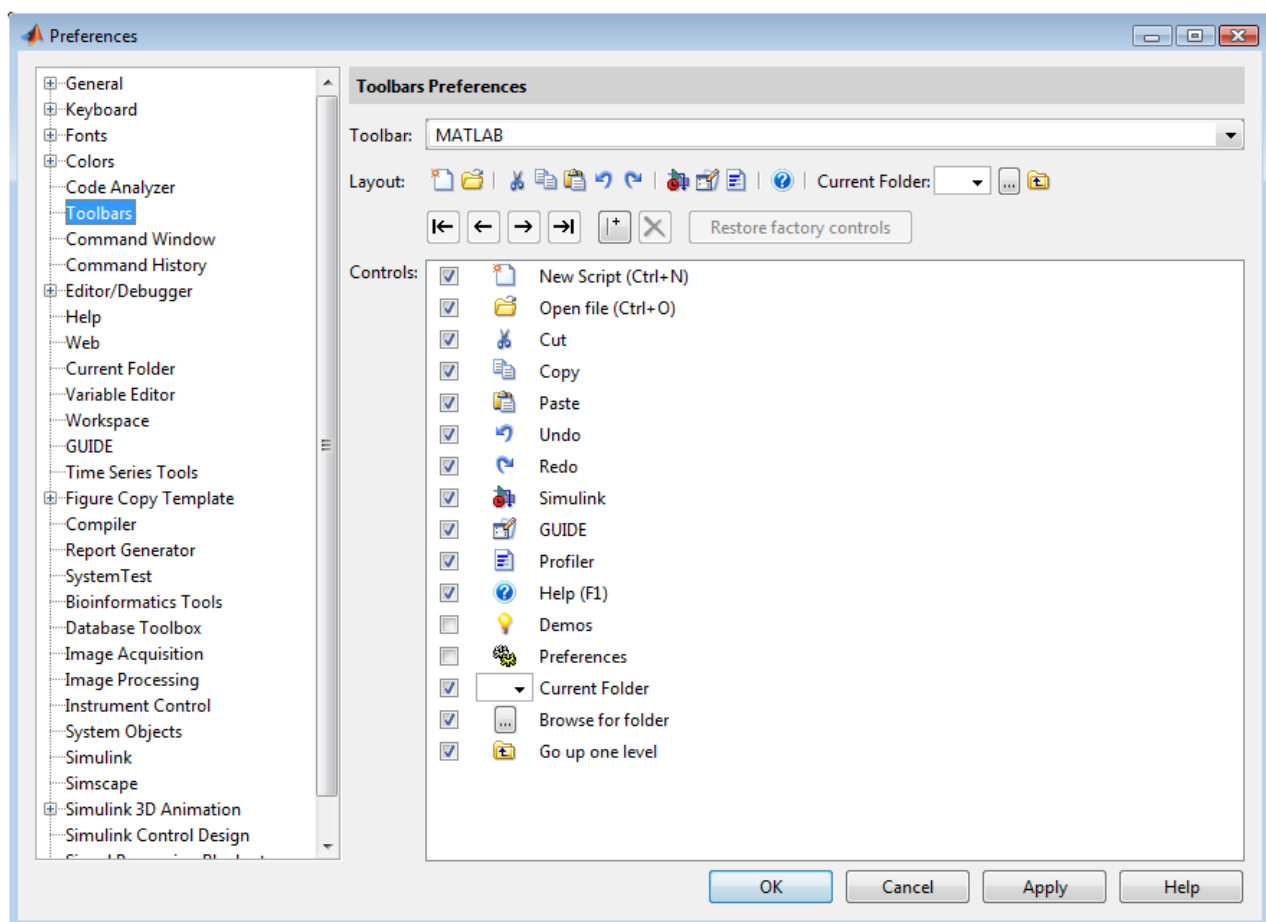 Preferences
General
Keyboard
Fonts
Colors
Code Analyzer
Toolbars
Command Window
Command History
Editor/Debugger
Help
Web
Current Folder
Variable Editor
Workspace
GUIDE
Time Series Tools
Figure Copy Template
Compiler
Report Generator
SystemTest
Bioinformatics Tools
Database Toolbox
Image Acquisition
Image Processing
Instrument Control
System Objects
Simulink
Simscape
Simulink 3D Animation
Simulink Control Design
Toolbars Preferences
Toolbar: MATLAB
Layout: Current Folder: ...
Restore factory controls
Controls:
New Script (Ctrl+N)
Open file (Ctrl+O)
Cut
Copy
Paste
Undo
Redo
Simulink
GUIDE
Profiler
Help (F1)
Demos
Preferences
Current Folder
... Browse for folder
Go up one level
OK Cancel Apply Help